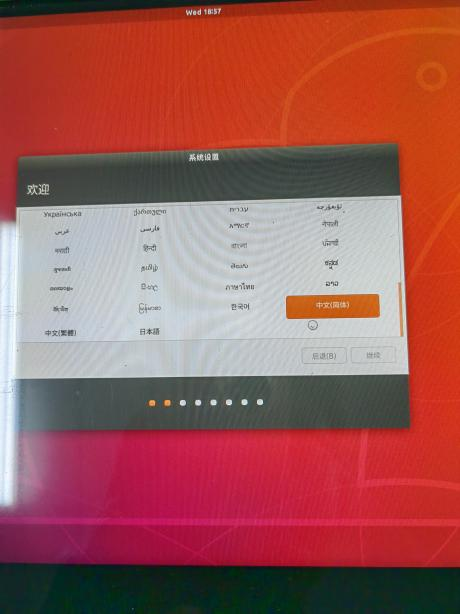 Wed 18:57
系统设置
欢迎
Українська ქართული עברית ئۇيغۇرچە
عربي فارسی አማርኛ नेपाली
मराठी हिन्दी বাংলা ਪੰਜਾਬੀ
ગુજરાતી தமிழ் తెలుగు ಕನ್ನಡ
മലയാളം සිංහල ภาษาไทย ລາວ
မြန်မာစာ 한국어 中文(简体)
中文(繁體) 日本語
后退(B) 继续